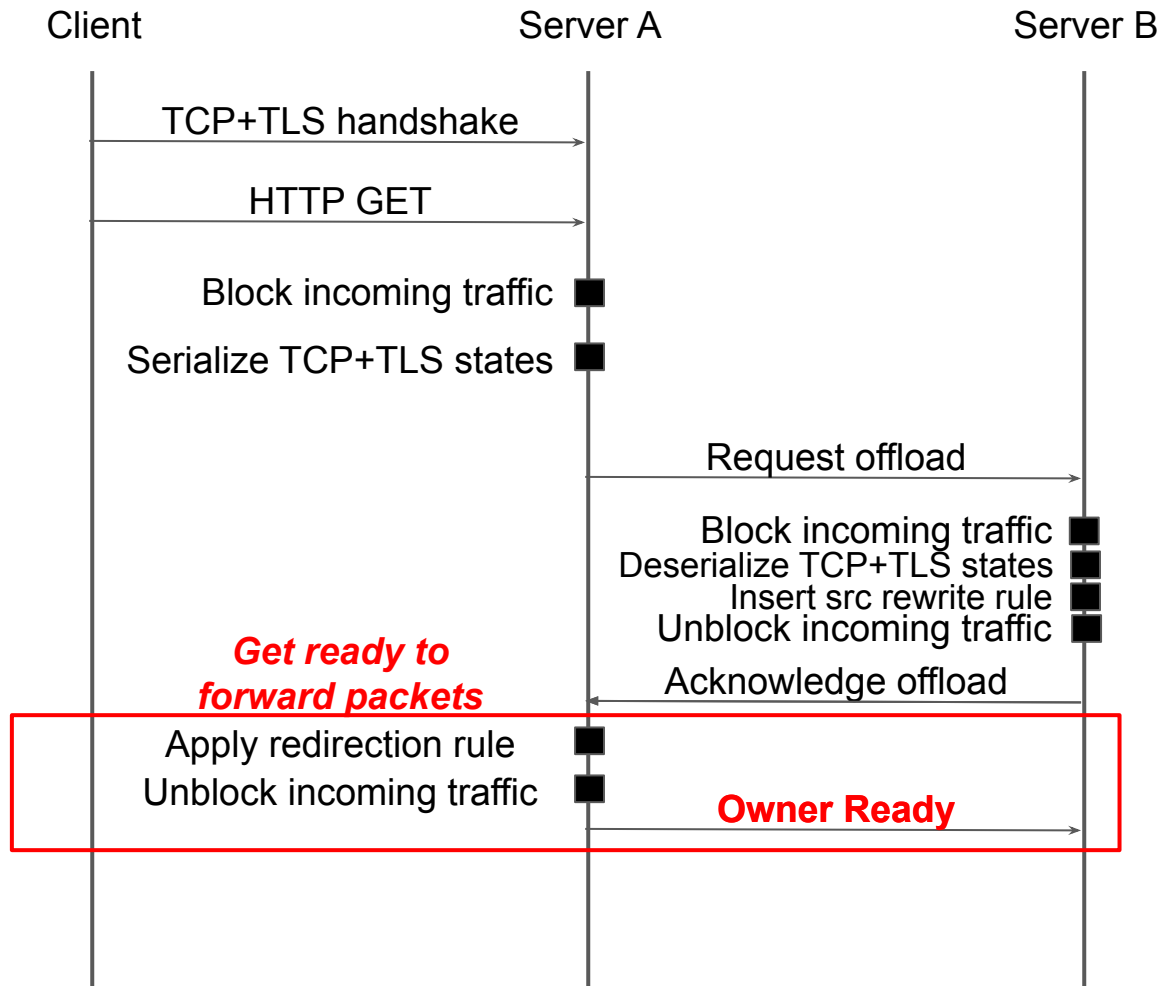 Client
Server A
Server B
TCP+TLS handshake
HTTP GET
Block incoming traffic
Serialize TCP+TLS states
Request offload
Block incoming traffic
Deserialize TCP+TLS states
Insert src rewrite rule
Unblock incoming traffic
Get ready to
forward packets
Acknowledge offload
Apply redirection rule
Unblock incoming traffic
Owner Ready